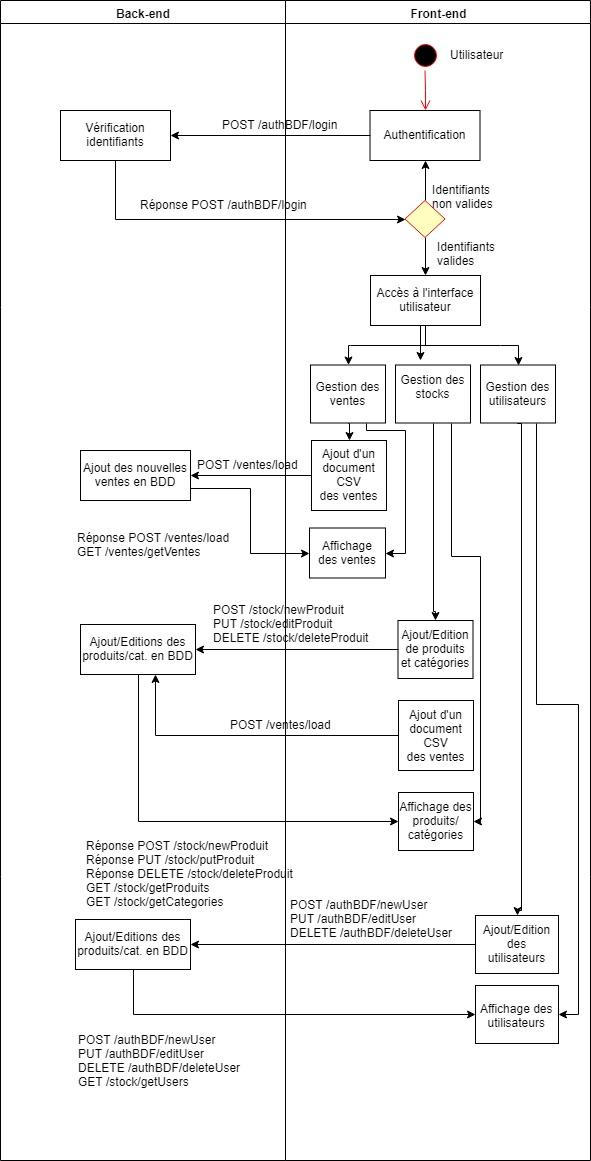 Back-end
Front-end
Utilisateur
POST /authBDF/login
Vérification
identifiants
Authentification
Réponse POST /authBDF/login
Identifiants
non valides
Identifiants
valides
Accès à l'interface
utilisateur
Gestion des
ventes
Gestion des
stocks
Gestion des
utilisateurs
Ajout des nouvelles
ventes en BDD
POST /ventes/load
Ajout d'un
document
CSV
des ventes
Réponse POST /ventes/load
GET /ventes/getVentes
Affichage
des ventes
POST /stock/newProduit
PUT /stock/editProduit
DELETE /stock/deleteProduit
Ajout/Editions des
produits/cat. en BDD
Ajout/Edition
de produits
et catégories
POST /ventes/load
Ajout d'un
document
CSV
des ventes
Affichage des
produits/
catégories
Réponse POST /stock/newProduit
Réponse PUT /stock/putProduit
Réponse DELETE /stock/deleteProduit
GET /stock/getProduits
GET /stock/getCategories
POST /authBDF/newUser
PUT /authBDF/editUser
DELETE /authBDF/deleteUser
Ajout/Editions des
produits/cat. en BDD
Ajout/Edition
des
utilisateurs
Affichage des
utilisateurs
POST /authBDF/newUser
PUT /authBDF/editUser
DELETE /authBDF/deleteUser
GET /stock/getUsers